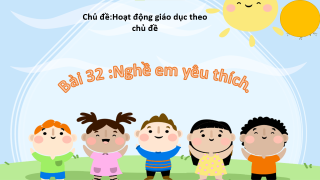 Chủ đề:Hoạt động giáo dục theo
chủ đề
Bài 32 :Nghề em yêu thích,